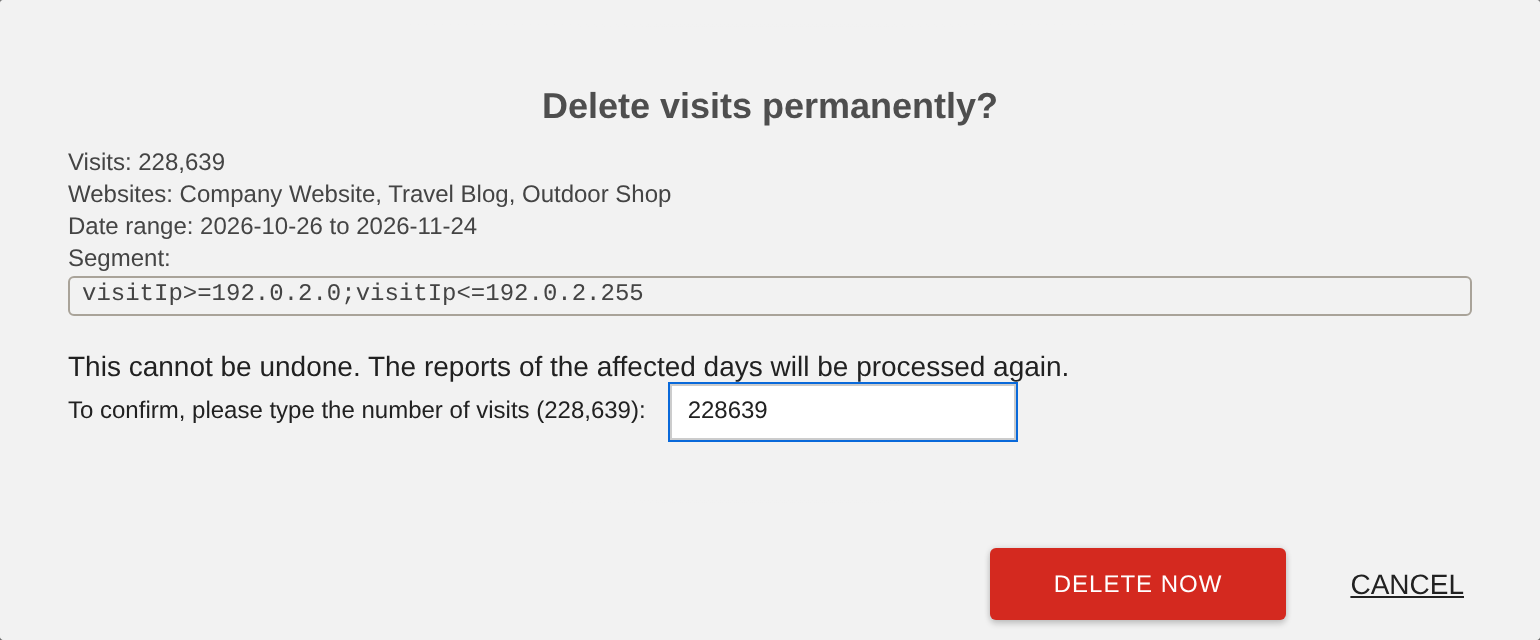 Delete visits permanently?
Visits: 228,639
Websites: Company Website, Travel Blog, Outdoor Shop
Date range: 2026-10-26 to 2026-11-24
Segment:
visitIp>=192.0.2.0;visitIp<=192.0.2.255
This cannot be undone. The reports of the affected days will be processed again.
To confirm, please type the number of visits (228,639): 228639
DELETE NOW CANCEL